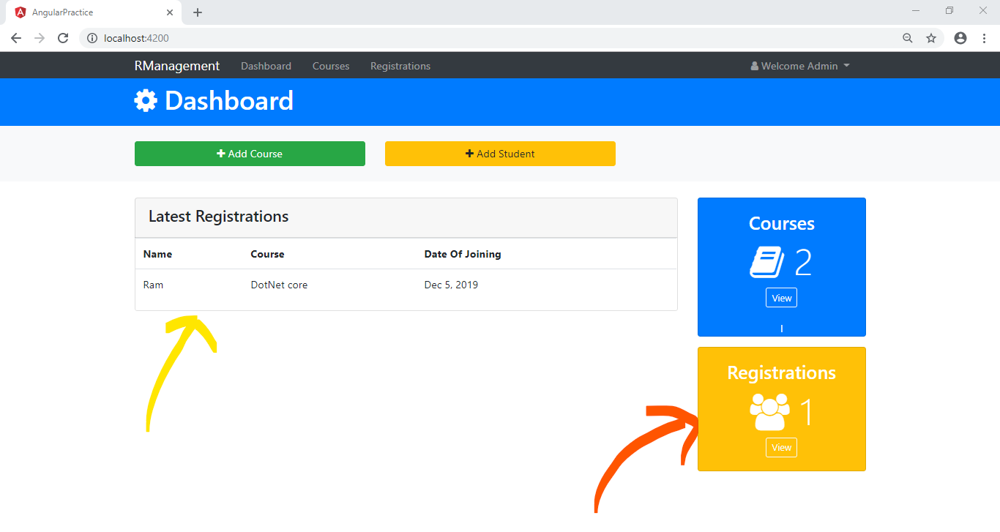 AngularPractice
localhost:4200
RManagement Dashboard Courses Registrations Welcome Admin
Dashboard
Add Course Add Student
Latest Registrations
Name Course Date Of Joining
Ram DotNet core Dec 5, 2019
Courses
2
View
Registrations
1
View